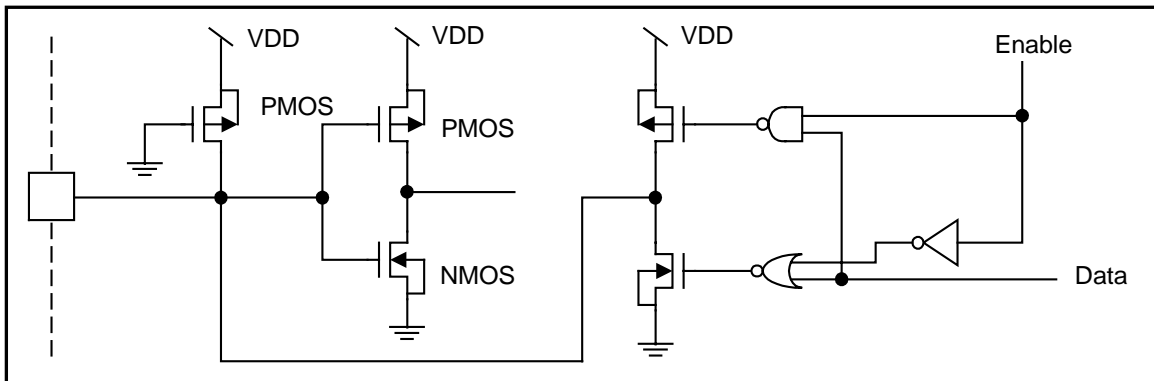 VDD
VDD
VDD
Enable
PMOS
PMOS
NMOS
Data